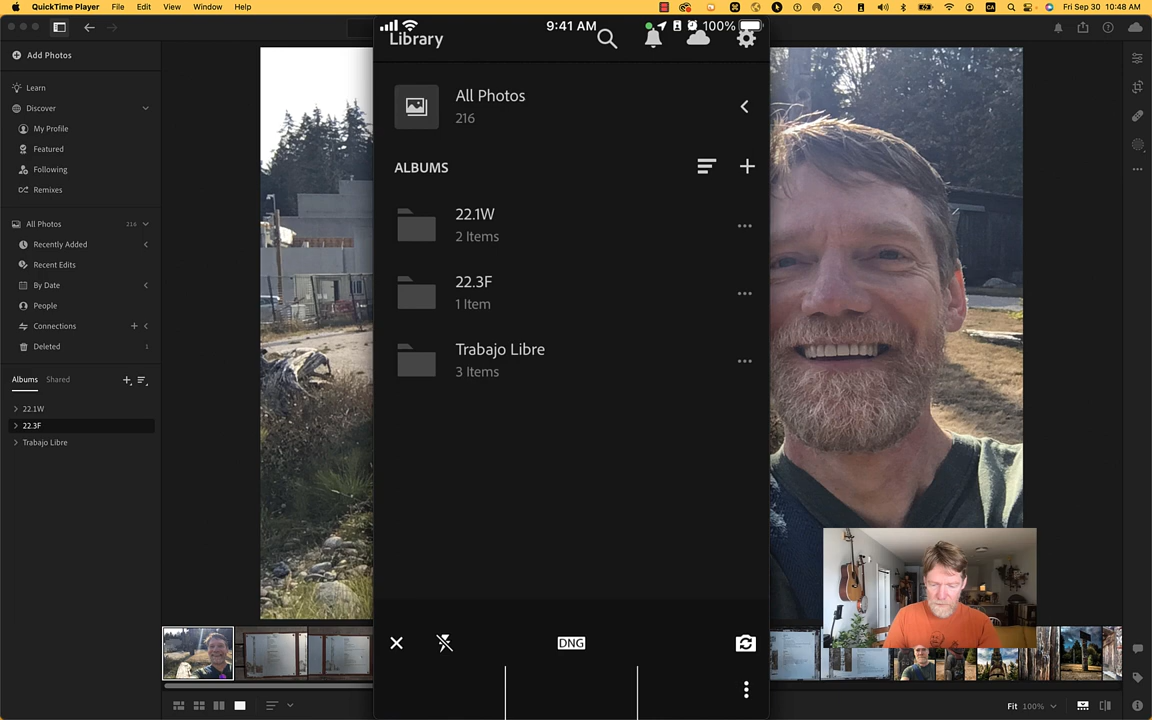 QuickTime Player File Edit View Window Help
Fri Sep 30 10:48 AM
Add Photos
Learn
Discover
My Profile
Featured
Following
Remixes
All Photos 216
Recently Added
Recent Edits
By Date
People
Connections
Deleted 1
Albums Shared
22.1W
22.3F
Trabajo Libre
9:41 AM 100%
Library
All Photos
216
ALBUMS
22.1W
2 Items
22.3F
1 Item
Trabajo Libre
3 Items
DNG
Fit 100%